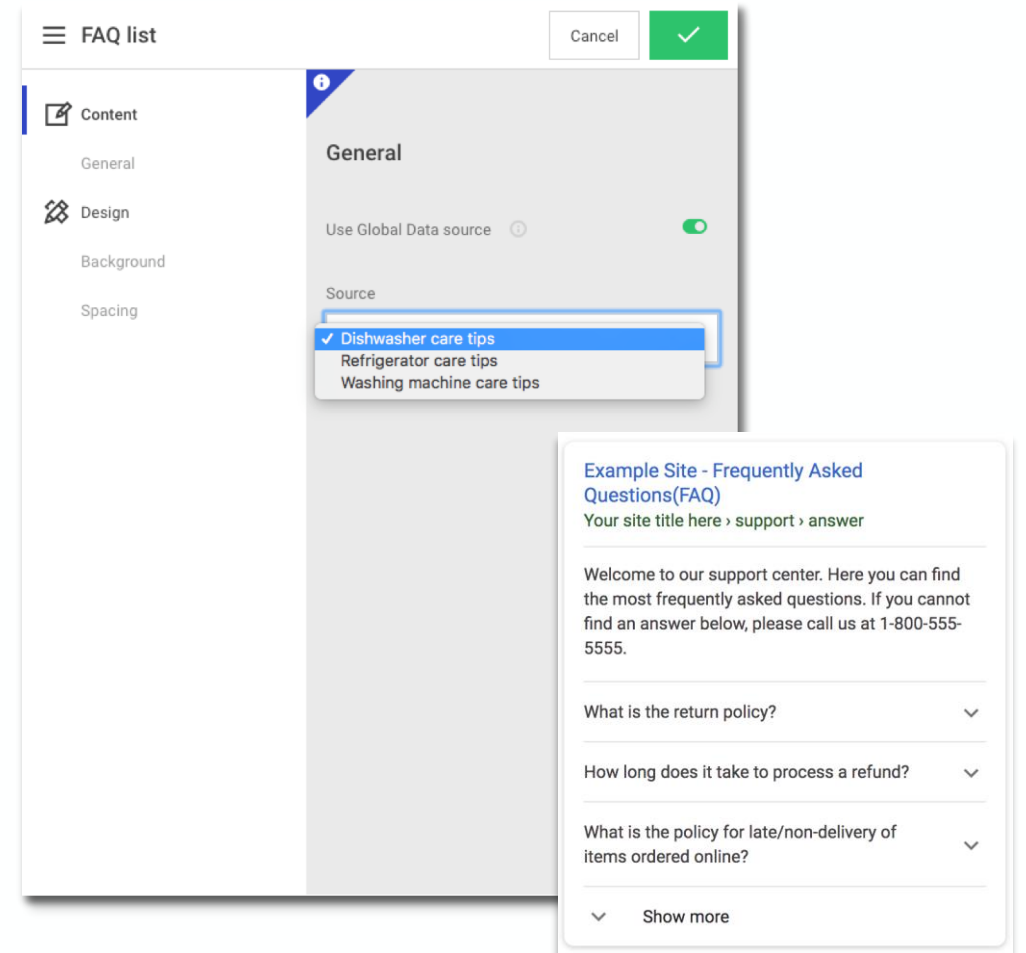 FAQ list
Cancel
Content
General
Design
Background
Spacing
General
Use Global Data source
Source
Dishwasher care tips
Refrigerator care tips
Washing machine care tips
Example Site - Frequently Asked
Questions(FAQ)
Your site title here › support › answer
Welcome to our support center. Here you can find
the most frequently asked questions. If you cannot
find an answer below, please call us at 1-800-555-
5555.
What is the return policy?
How long does it take to process a refund?
What is the policy for late/non-delivery of
items ordered online?
Show more